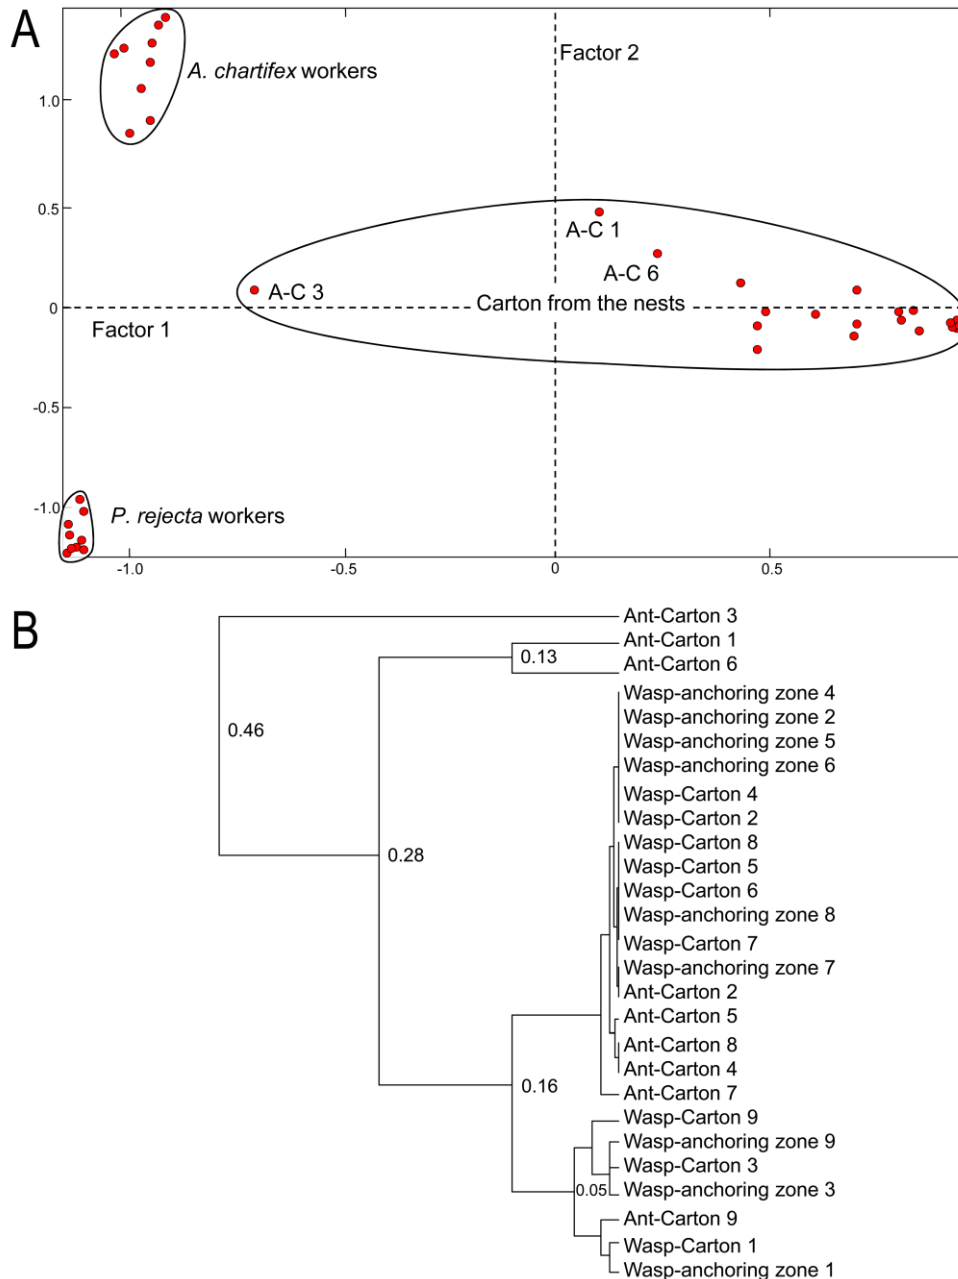 A
Factor 2
A. chartifex workers
1.0
0.5
A-C 1
A-C 6
A-C 3
0
Carton from the nests
Factor 1
-0.5
-1.0
P. rejecta workers
-1.0
-0.5
0
0.5
B
Ant-Carton 3
Ant-Carton 1
0.13
Ant-Carton 6
Wasp-anchoring zone 4
Wasp-anchoring zone 2
0.46
Wasp-anchoring zone 5
Wasp-anchoring zone 6
Wasp-Carton 4
Wasp-Carton 2
Wasp-Carton 8
0.28
Wasp-Carton 5
Wasp-Carton 6
Wasp-anchoring zone 8
Wasp-Carton 7
Wasp-anchoring zone 7
Ant-Carton 2
Ant-Carton 5
Ant-Carton 8
Ant-Carton 4
0.16
Ant-Carton 7
Wasp-Carton 9
Wasp-anchoring zone 9
Wasp-Carton 3
0.05
Wasp-anchoring zone 3
Ant-Carton 9
Wasp-Carton 1
Wasp-anchoring zone 1